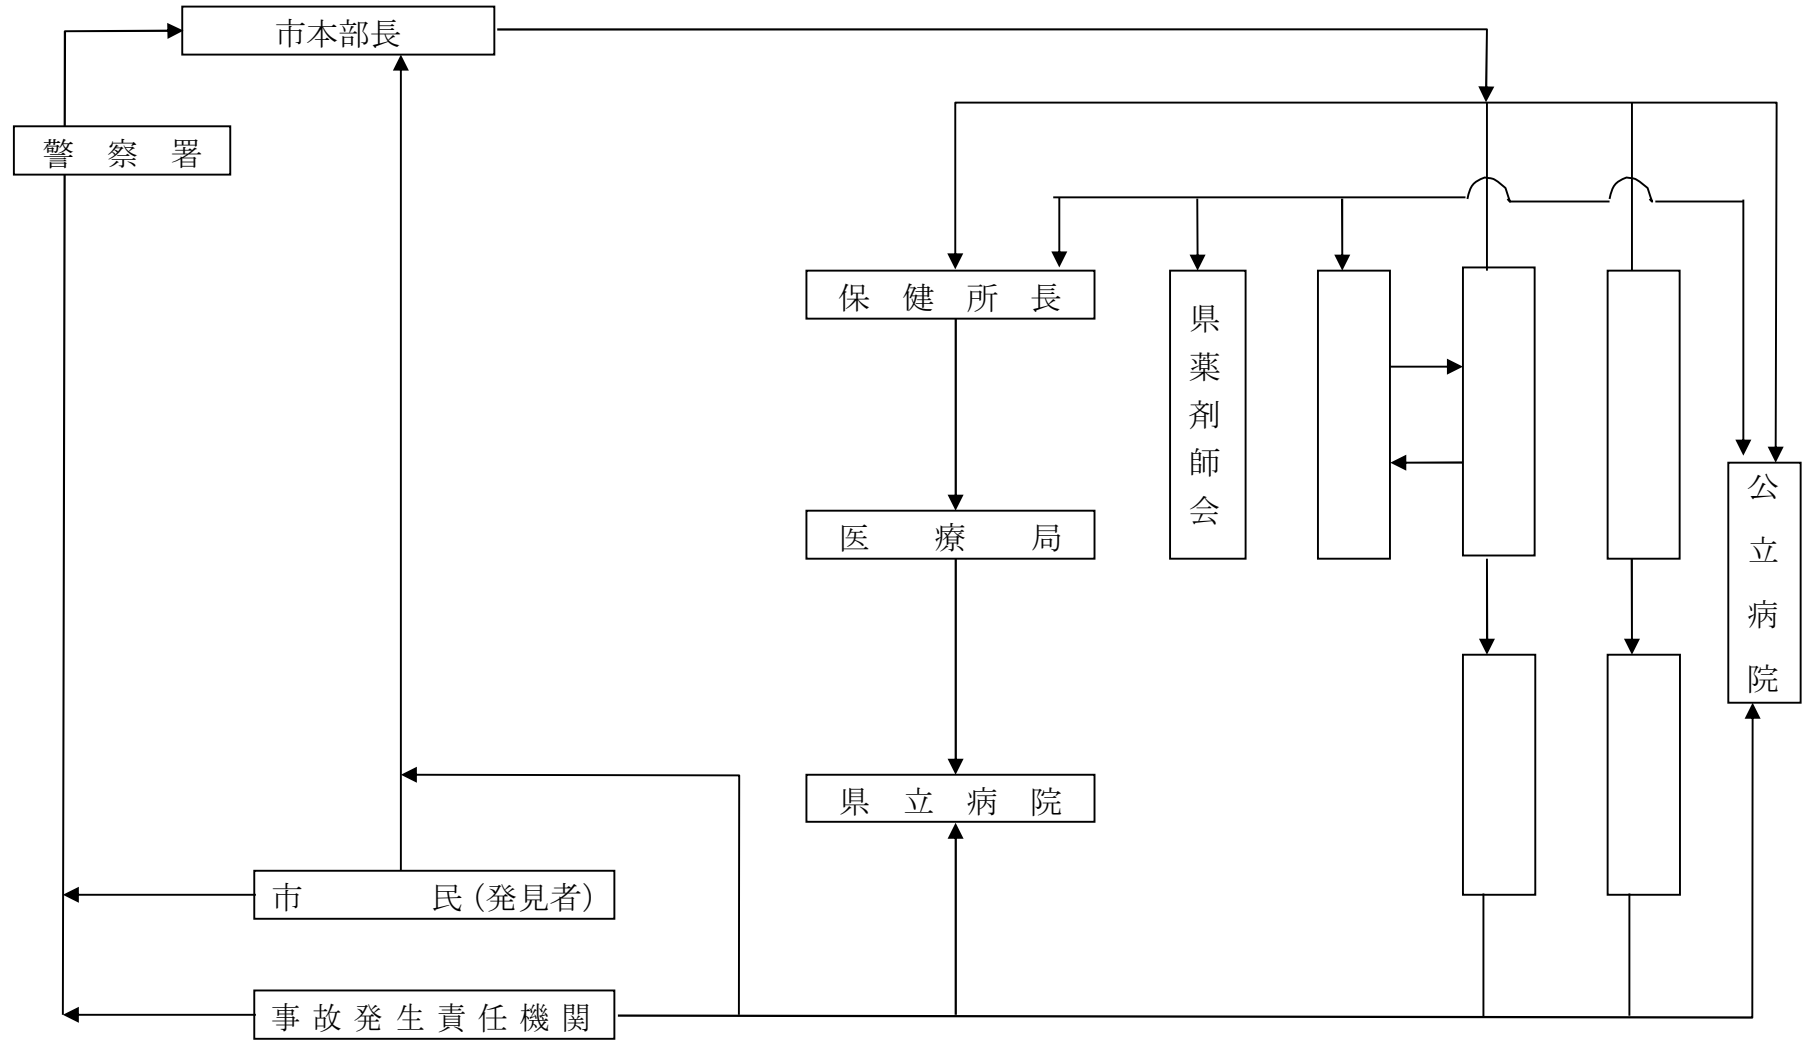 市本部長
警察署
保健所長
県薬剤師会
公立病院
医療局
県立病院
市　　民(発見者)
事故発生責任機関